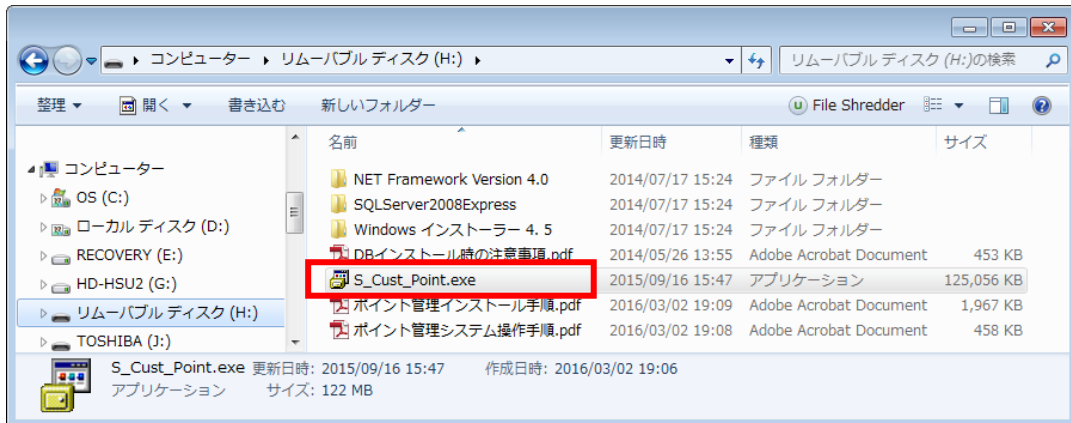 コンピューター ▸ リムーバブル ディスク (H:) ▸ リムーバブル ディスク (H:)の検索
整理 開く 書き込む 新しいフォルダー File Shredder
名前 更新日時 種類 サイズ
コンピューター
OS (C:)
ローカル ディスク (D:)
RECOVERY (E:)
HD-HSU2 (G:)
リムーバブル ディスク (H:)
TOSHIBA (J:)
NET Framework Version 4.0 2014/07/17 15:24 ファイル フォルダー
SQLServer2008Express 2014/07/17 15:24 ファイル フォルダー
Windows インストーラー 4. 5 2014/07/17 15:24 ファイル フォルダー
DBインストール時の注意事項.pdf 2014/05/26 13:55 Adobe Acrobat Document 453 KB
S_Cust_Point.exe 2015/09/16 15:47 アプリケーション 125,056 KB
ポイント管理インストール手順.pdf 2016/03/02 19:09 Adobe Acrobat Document 1,967 KB
ポイント管理システム操作手順.pdf 2016/03/02 19:08 Adobe Acrobat Document 458 KB
S_Cust_Point.exe 更新日時: 2015/09/16 15:47 作成日時: 2016/03/02 19:06
アプリケーション サイズ: 122 MB